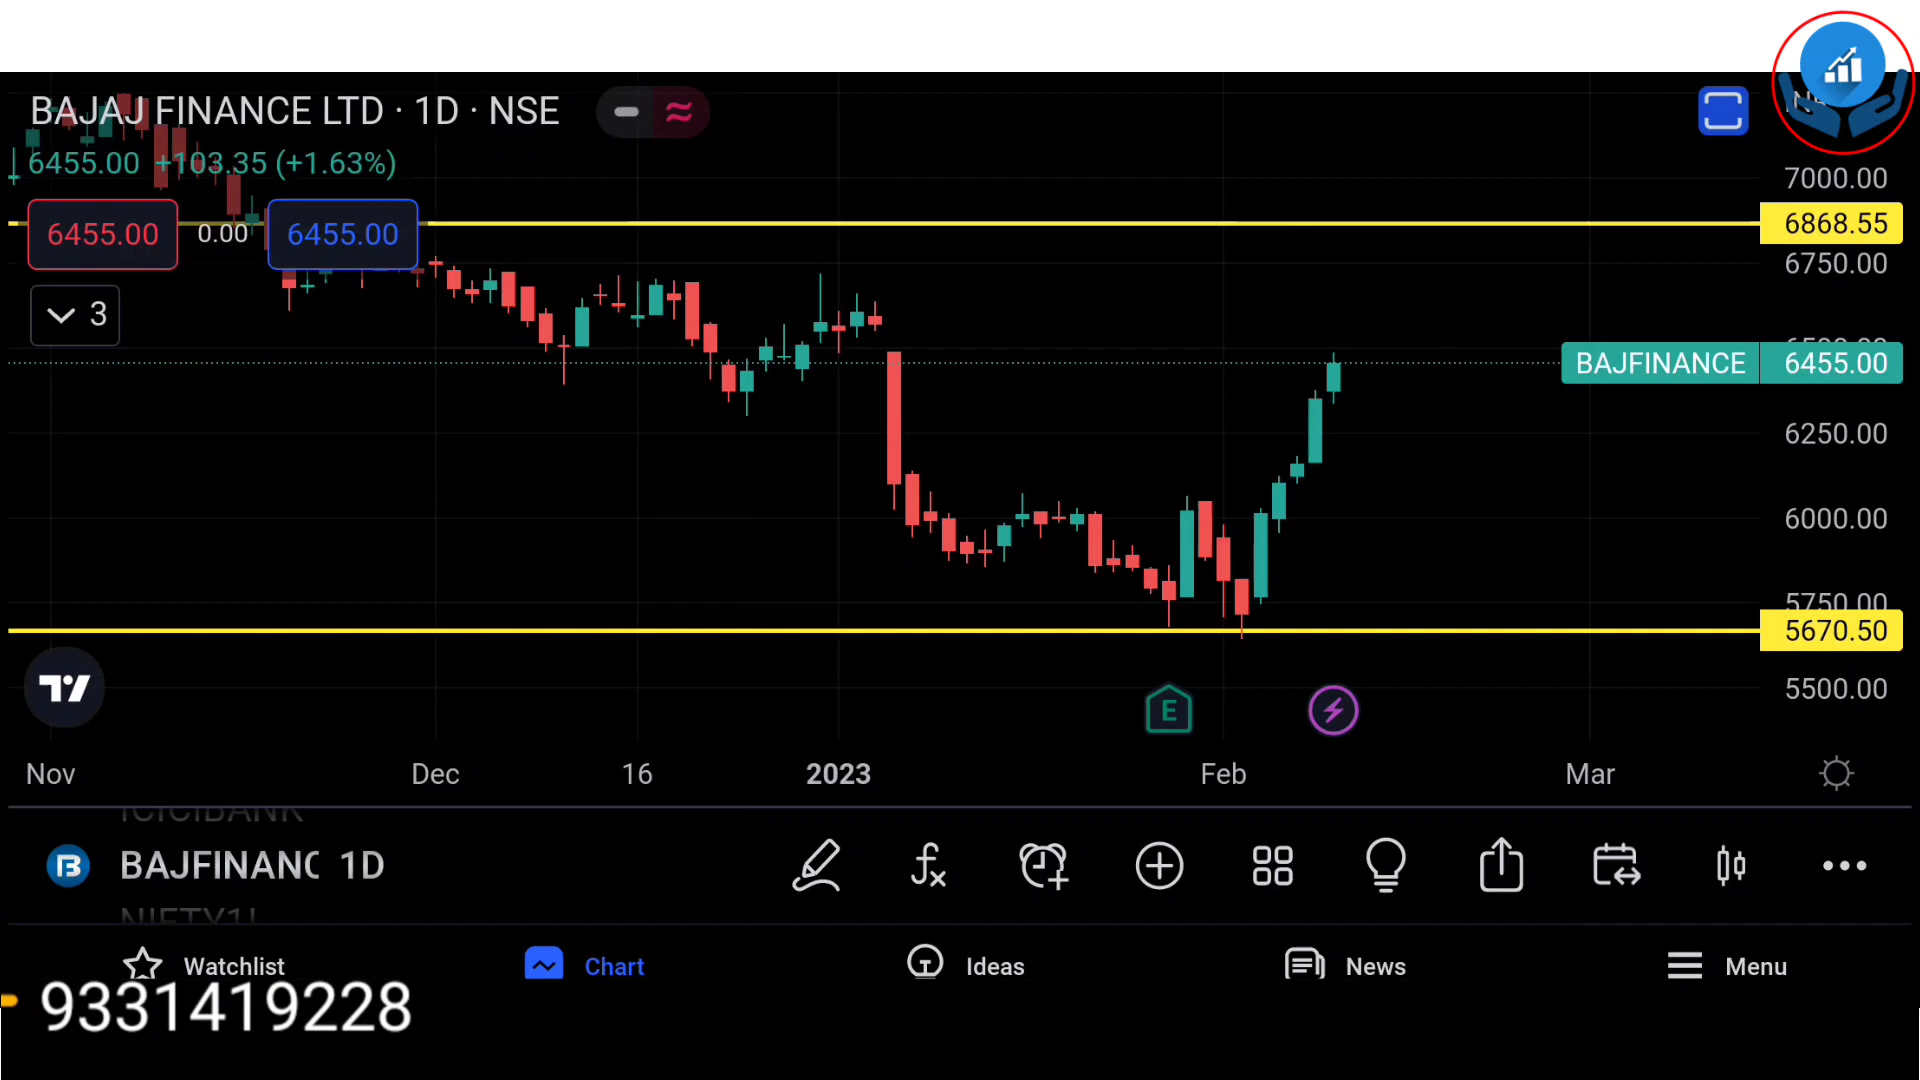 BAJAJ FINANCE LTD · 1D · NSE
6455.00 +103.35 (+1.63%)
6455.00 0.00 6455.00
3
7000.00
6868.55
6750.00
BAJFINANCE 6455.00
6250.00
6000.00
5750.00
5670.50
5500.00
E
Nov Dec 16 2023 Feb Mar
ICICIBANK
BAJFINANC 1D
NIFTY1!
Watchlist Chart Ideas News Menu
9331419228